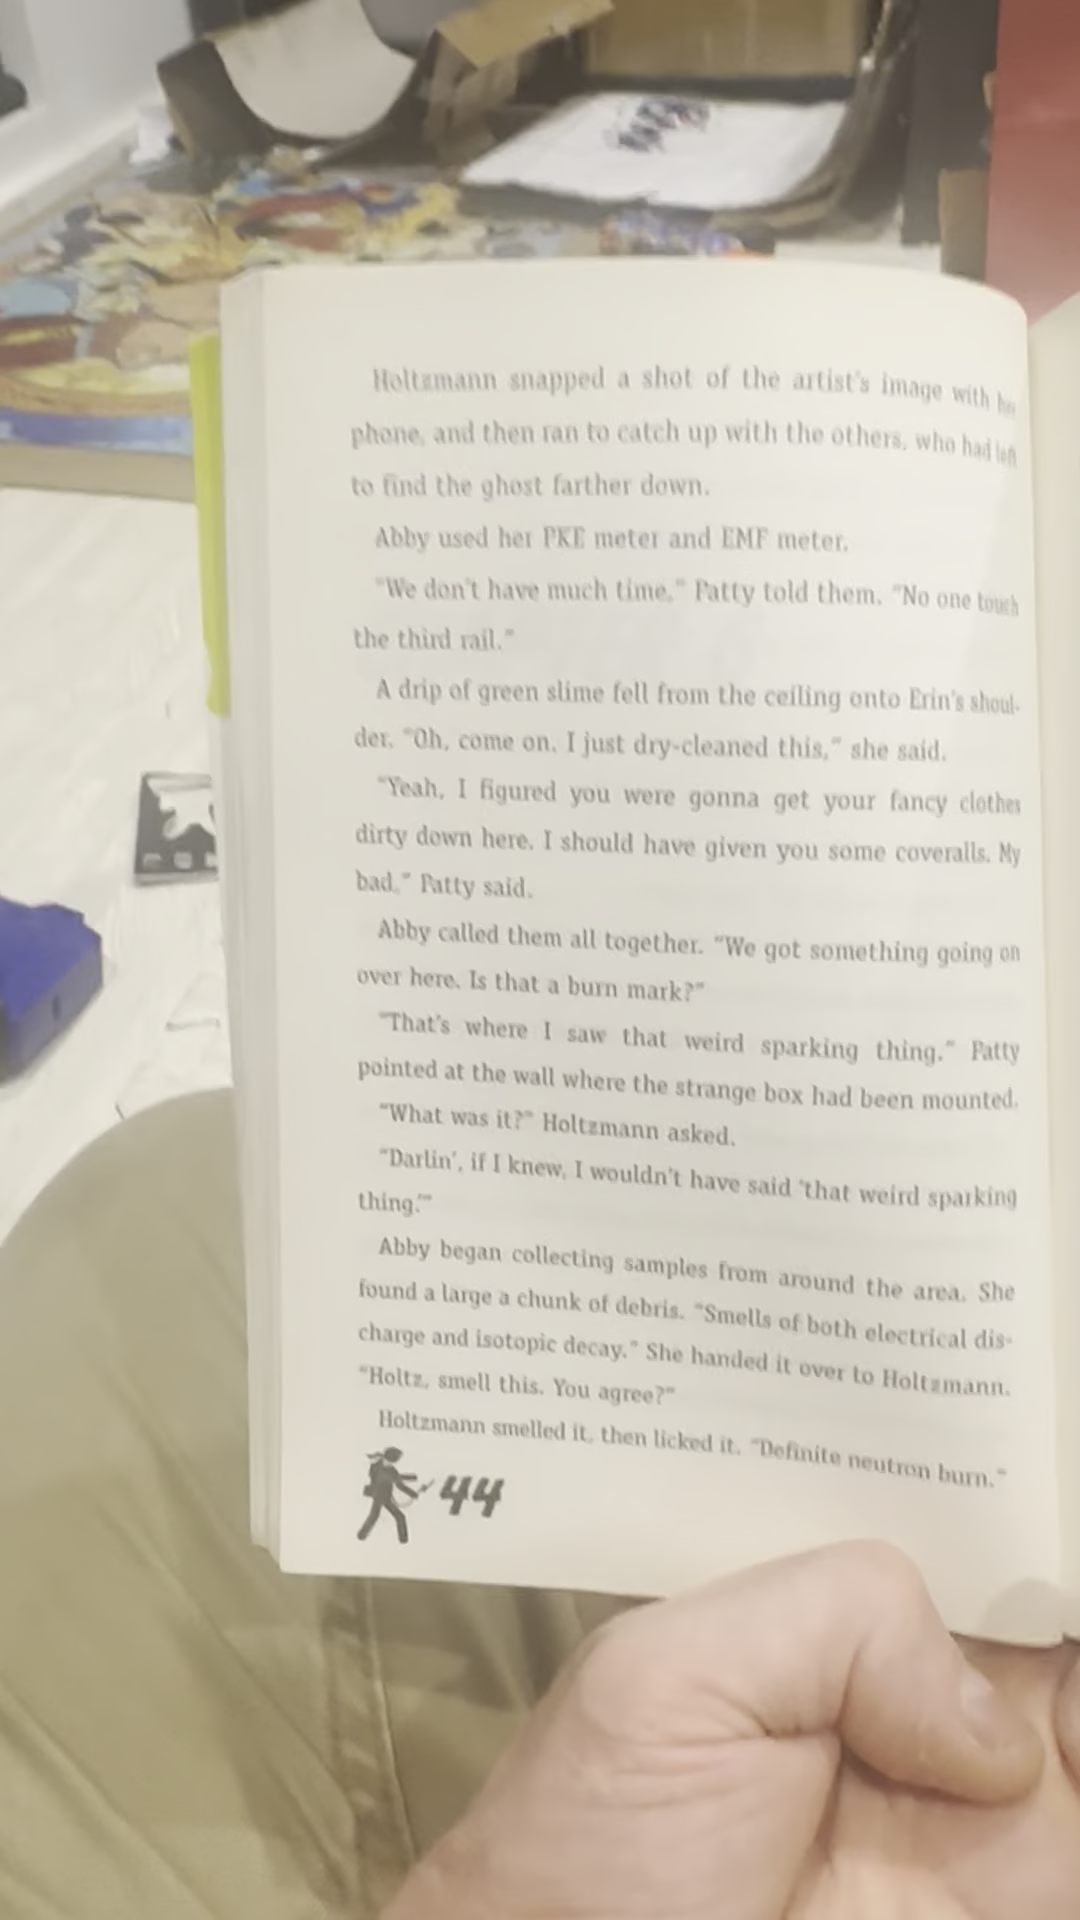 Holtzmann snapped a shot of the artist's image with her
phone, and then ran to catch up with the others, who had left
to find the ghost farther down.
Abby used her PKE meter and EMF meter.
"We don't have much time," Patty told them. "No one touch
the third rail."
A drip of green slime fell from the ceiling onto Erin's shoul-
der. "Oh, come on. I just dry-cleaned this," she said.
"Yeah, I figured you were gonna get your fancy clothes
dirty down here. I should have given you some coveralls. My
bad," Patty said.
Abby called them all together. "We got something going on
over here. Is that a burn mark?"
"That's where I saw that weird sparking thing." Patty
pointed at the wall where the strange box had been mounted.
"What was it?" Holtzmann asked.
"Darlin', if I knew, I wouldn't have said 'that weird sparking
thing.'"
Abby began collecting samples from around the area. She
found a large a chunk of debris. "Smells of both electrical dis-
charge and isotopic decay." She handed it over to Holtzmann.
"Holtz, smell this. You agree?"
Holtzmann smelled it, then licked it. "Definite neutron burn."
44